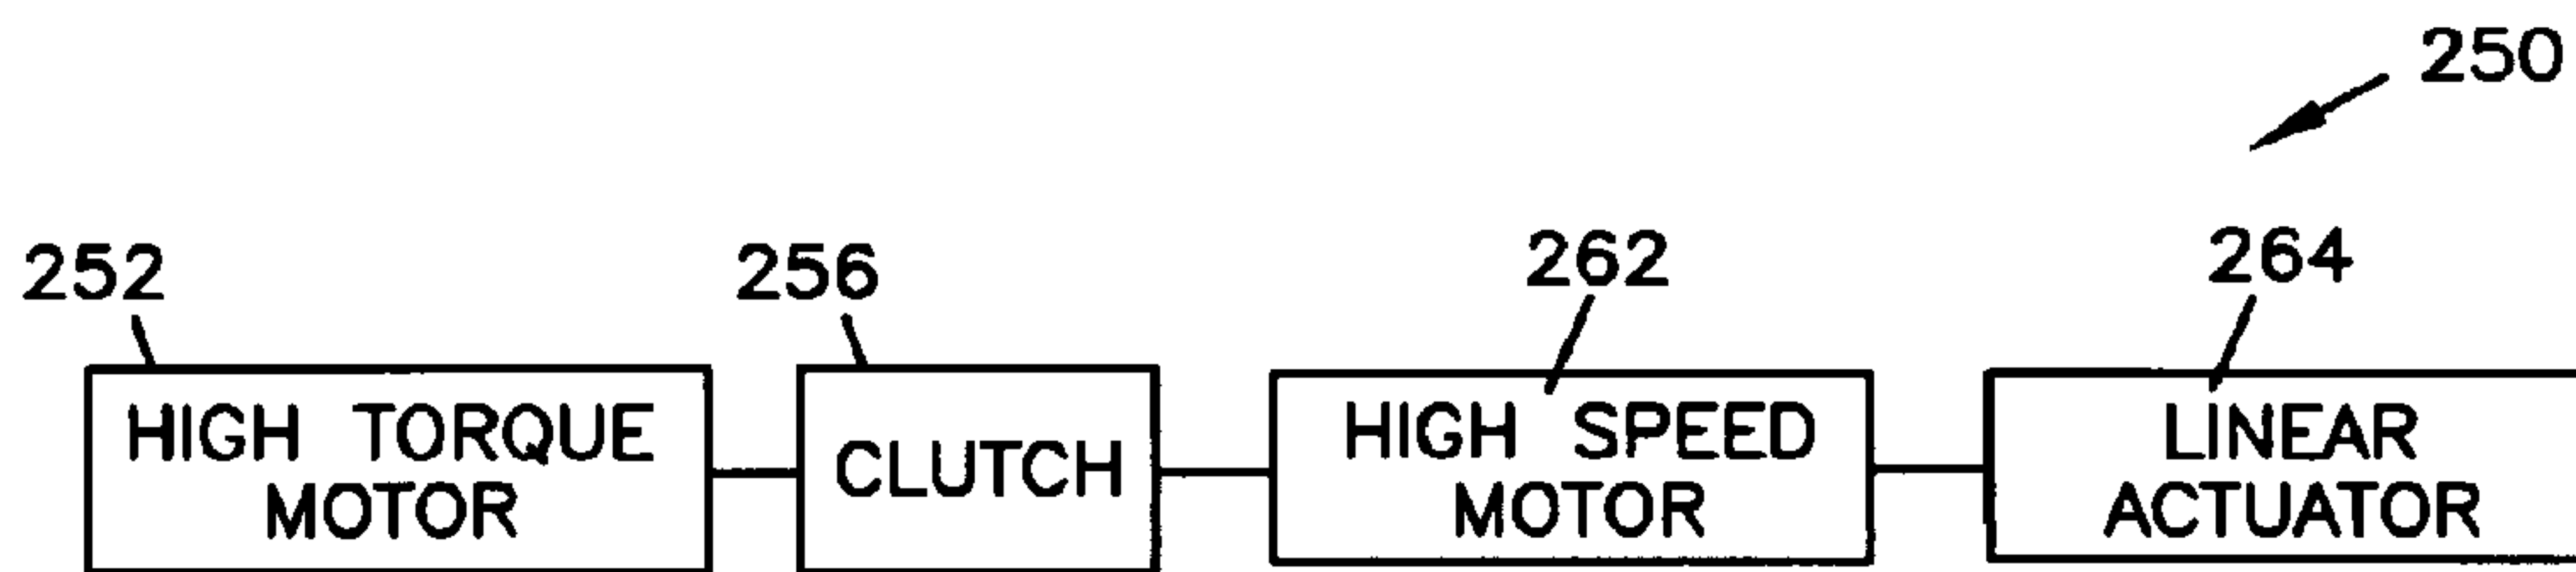 250
252
256
262
264
HIGH TORQUE
MOTOR
CLUTCH
HIGH SPEED
MOTOR
LINEAR
ACTUATOR